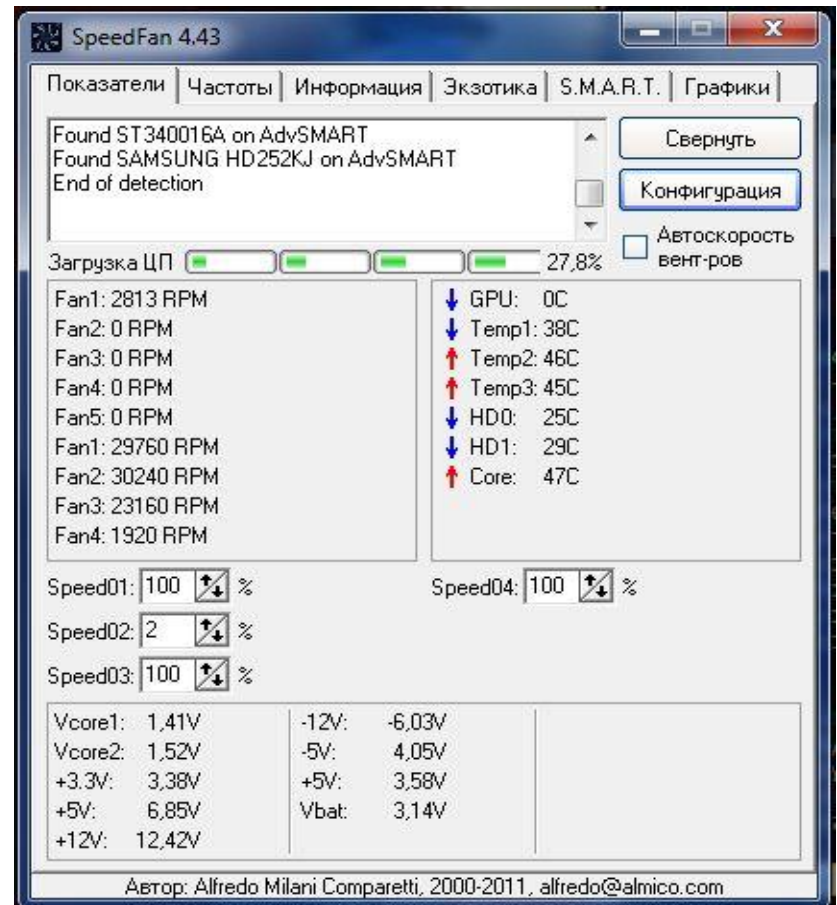 SpeedFan 4.43
Показатели Частоты Информация Экзотика S.M.A.R.T. Графики
Found ST340016A on AdvSMART
Found SAMSUNG HD252KJ on AdvSMART
End of detection
Свернуть
Конфигурация
Автоскорость
вент-ров
Загрузка ЦП 27,8%
Fan1: 2813 RPM
Fan2: 0 RPM
Fan3: 0 RPM
Fan4: 0 RPM
Fan5: 0 RPM
Fan1: 29760 RPM
Fan2: 30240 RPM
Fan3: 23160 RPM
Fan4: 1920 RPM
GPU: 0C
Temp1: 38C
Temp2: 46C
Temp3: 45C
HD0: 25C
HD1: 29C
Core: 47C
Speed01: 100 %
Speed02: 2 %
Speed03: 100 %
Speed04: 100 %
Vcore1: 1,41V
Vcore2: 1,52V
+3.3V: 3,38V
+5V: 6,85V
+12V: 12,42V
-12V: -6,03V
-5V: 4,05V
+5V: 3,58V
Vbat: 3,14V
Автор: Alfredo Milani Comparetti, 2000-2011, alfredo@almico.com